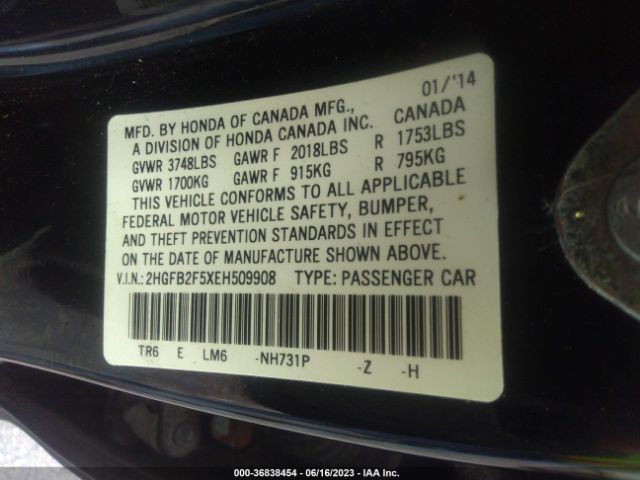 01/'14
MFD. BY HONDA OF CANADA MFG., CANADA
A DIVISION OF HONDA CANADA INC.
GVWR 3748LBS GAWR F 2018LBS R 1753LBS
GVWR 1700KG GAWR F 915KG R 795KG
THIS VEHICLE CONFORMS TO ALL APPLICABLE
FEDERAL MOTOR VEHICLE SAFETY, BUMPER,
AND THEFT PREVENTION STANDARDS IN EFFECT
ON THE DATE OF MANUFACTURE SHOWN ABOVE.
V.I.N.: 2HGFB2F5XEH509908 TYPE: PASSENGER CAR
TR6 E LM6 -NH731P -Z -H
000-36838454 - 06/16/2023 - IAA Inc.